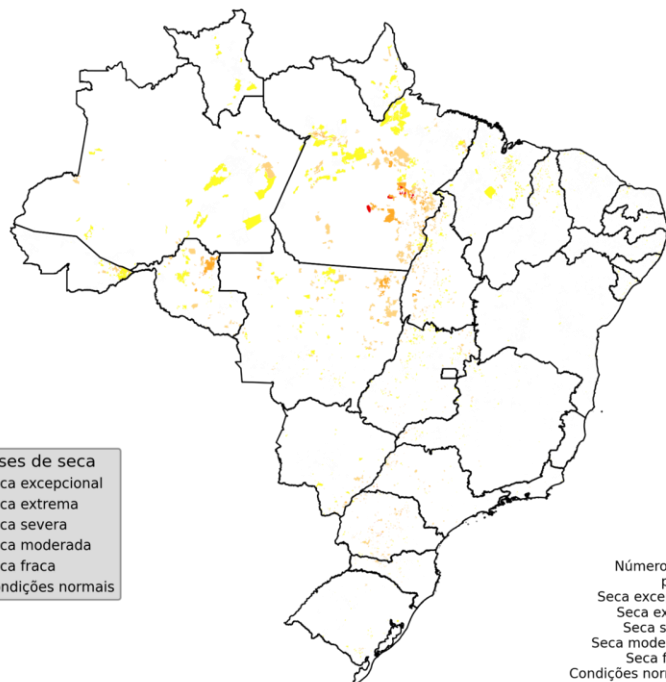 ses de seca
ca excepcional
ca extrema
ca severa
ca moderada
ca fraca
ondições normais
Número
p
Seca exce
Seca ex
Seca s
Seca mode
Seca f
Condições nor